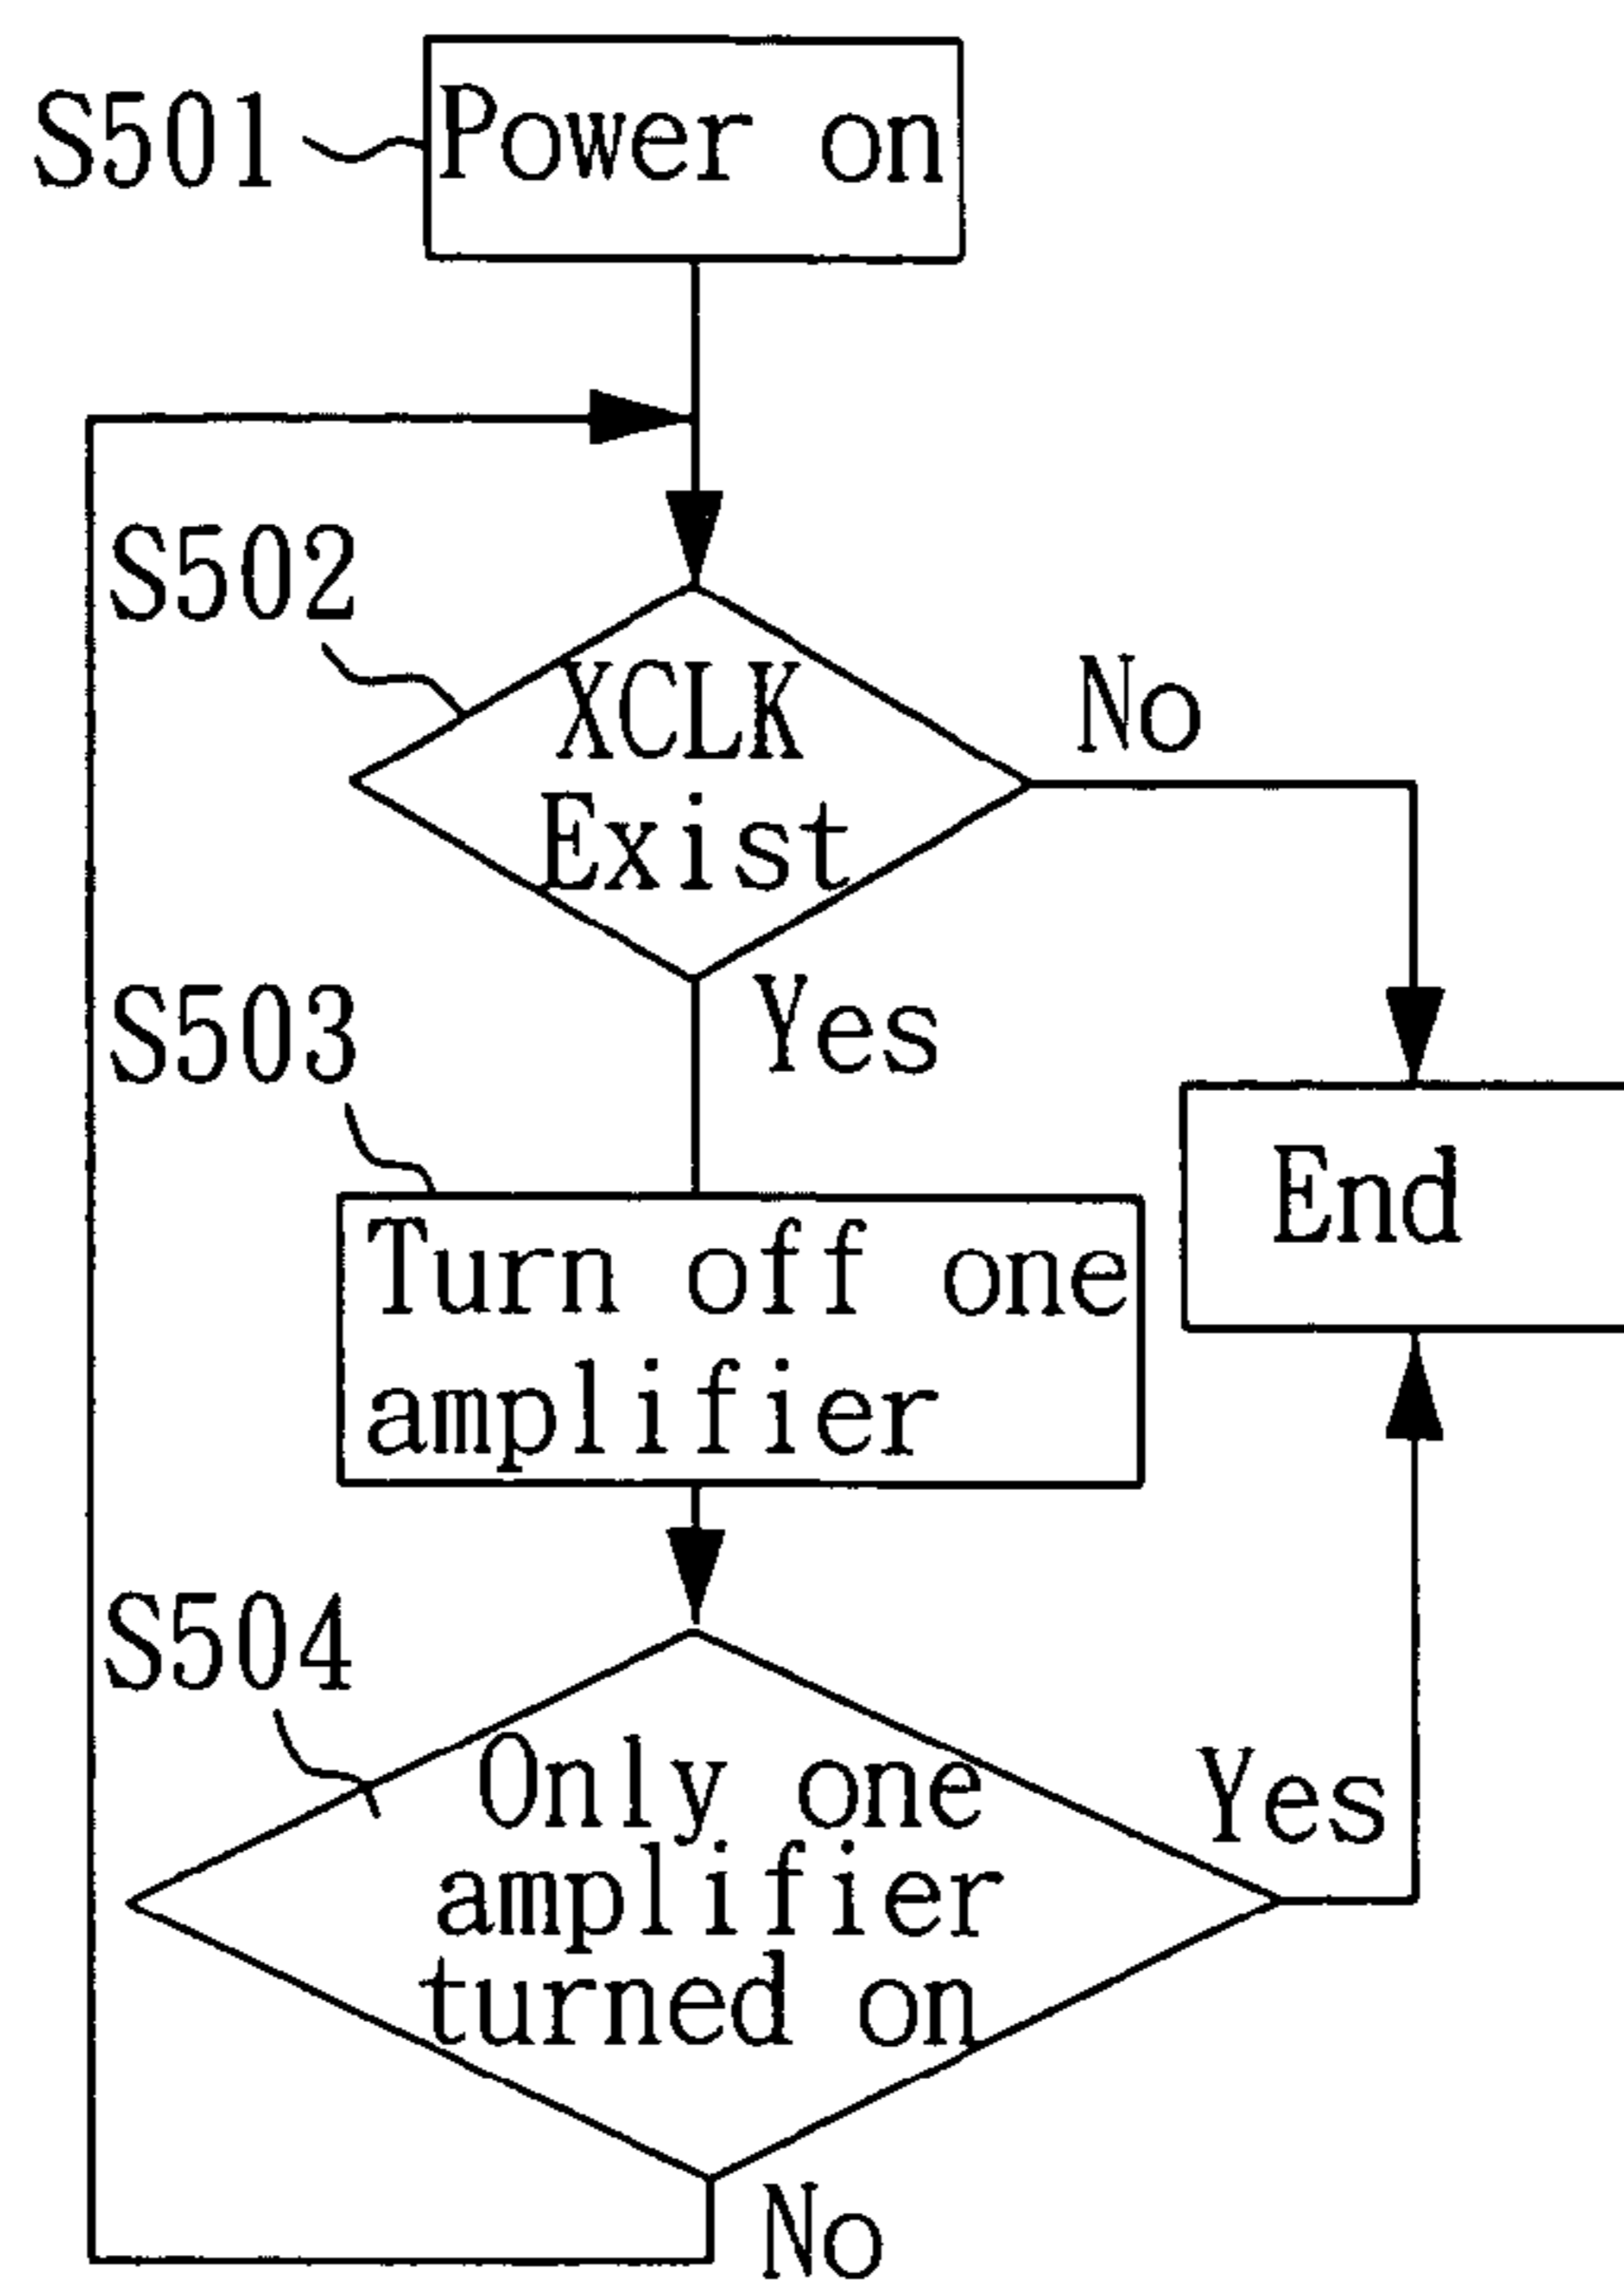 S501
Power on
S502
XCLK
Exist
No
S503
Yes
End
Turn off one
amplifier
S504
Only one
amplifier
turned on
Yes
No